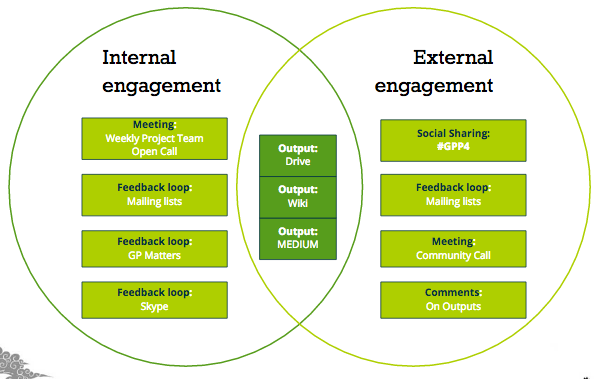 Internal
engagement
Meeting:
Weekly Project Team
Open Call
Feedback loop:
Mailing lists
Feedback loop:
GP Matters
Feedback loop:
Skype
Output:
Drive
Output:
Wiki
Output:
MEDIUM
External
engagement
Social Sharing:
#GPP4
Feedback loop:
Mailing lists
Meeting:
Community Call
Comments:
On Outputs